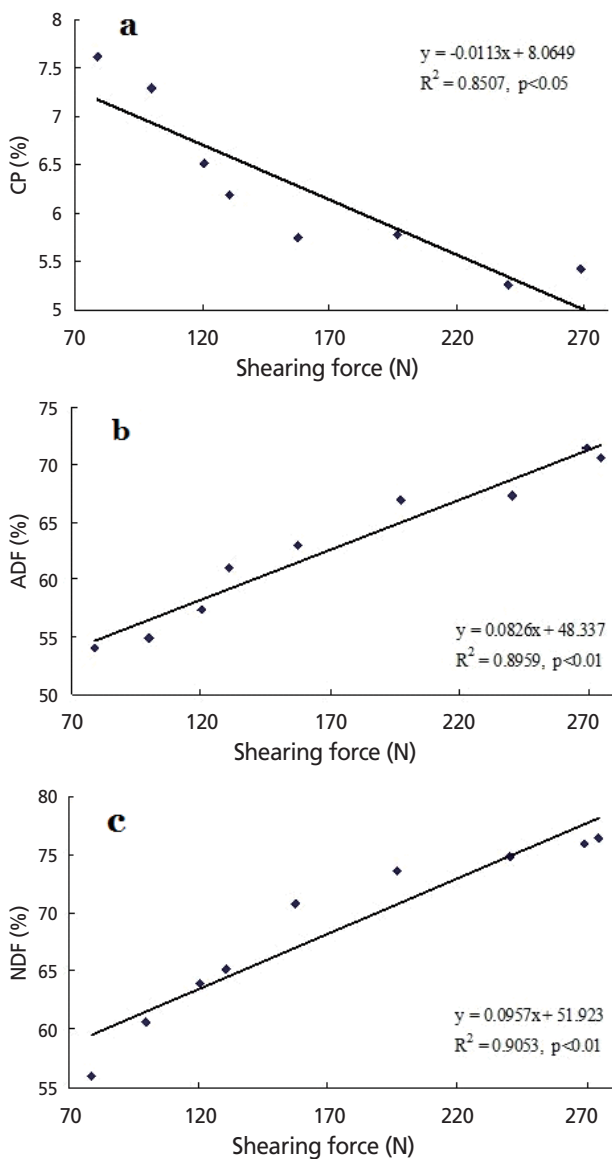 a
y = -0.0113x + 8.0649
R² = 0.8507, p<0.05
CP (%)
8
7.5
7
6.5
6
5.5
5
70 120 170 220 270
Shearing force (N)
b
ADF (%)
75
70
65
60
55
50
y = 0.0826x + 48.337
R² = 0.8959, p<0.01
70 120 170 220 270
Shearing force (N)
c
NDF (%)
80
75
70
65
60
55
y = 0.0957x + 51.923
R² = 0.9053, p<0.01
70 120 170 220 270
Shearing force (N)